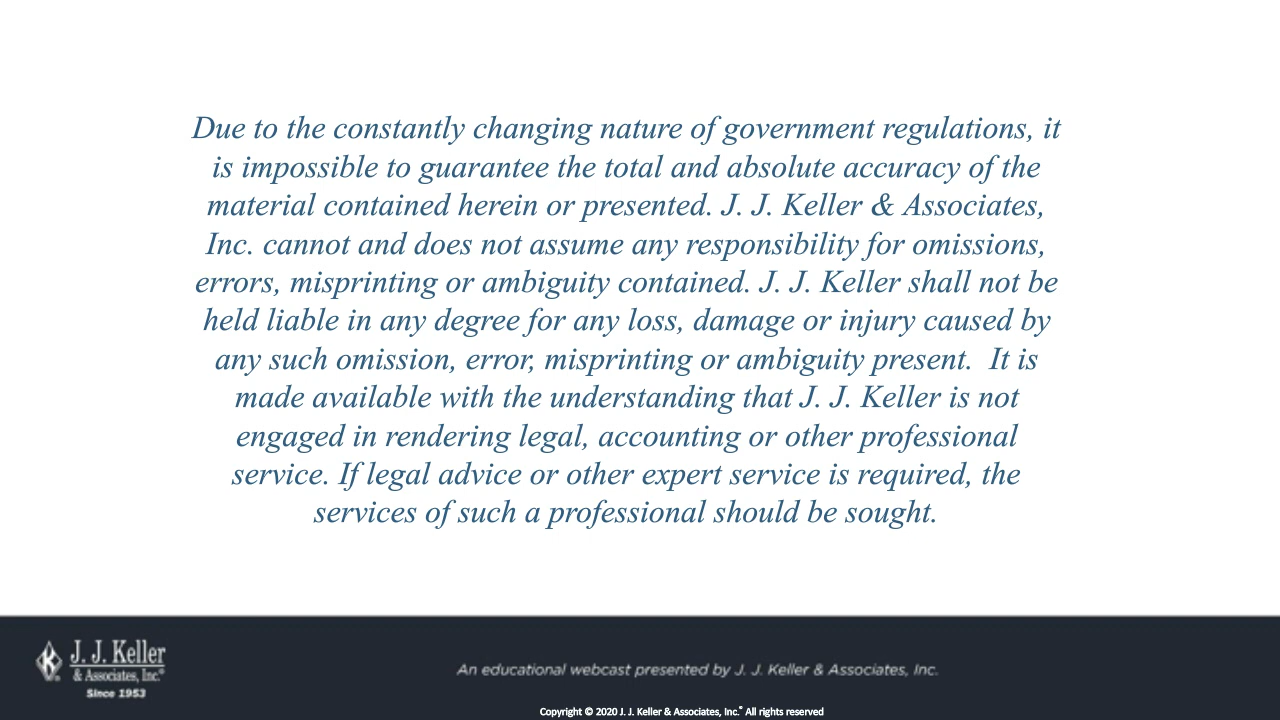 Due to the constantly changing nature of government regulations, it
is impossible to guarantee the total and absolute accuracy of the
material contained herein or presented. J. J. Keller & Associates,
Inc. cannot and does not assume any responsibility for omissions,
errors, misprinting or ambiguity contained. J. J. Keller shall not be
held liable in any degree for any loss, damage or injury caused by
any such omission, error, misprinting or ambiguity present.  It is
made available with the understanding that J. J. Keller is not
engaged in rendering legal, accounting or other professional
service. If legal advice or other expert service is required, the
services of such a professional should be sought.
J. J. Keller
& Associates, Inc.®
Since 1953
An educational webcast presented by J. J. Keller & Associates, Inc.
Copyright © 2020 J. J. Keller & Associates, Inc.® All rights reserved